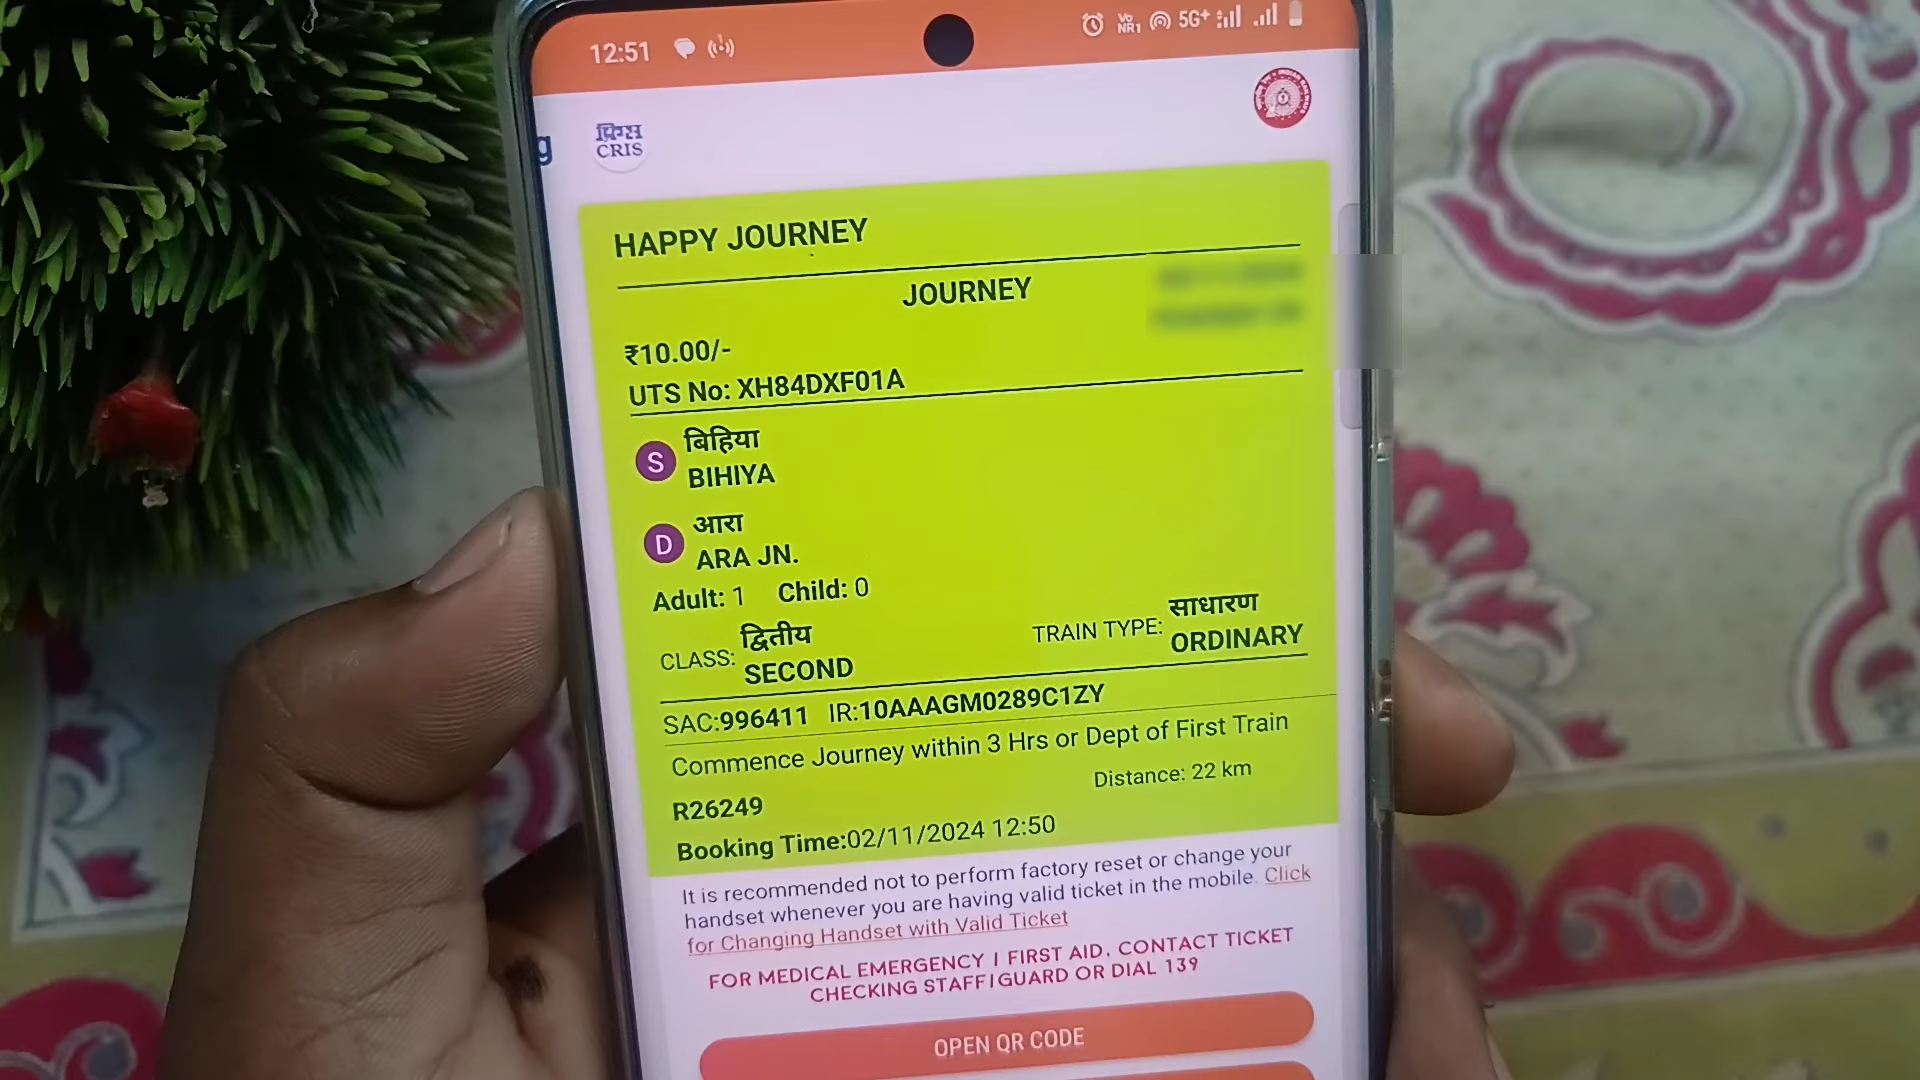 12:51
Vo
NR1
5G+
g
क्रिस
CRIS
HAPPY JOURNEY
JOURNEY
₹10.00/-
UTS No: XH84DXF01A
S
बिहिया
BIHIYA
D
आरा
ARA JN.
Adult: 1 Child: 0
CLASS: द्वितीय
SECOND
TRAIN TYPE: साधारण
ORDINARY
SAC:996411 IR:10AAAGM0289C1ZY
Commence Journey within 3 Hrs or Dept of First Train
Distance: 22 km
R26249
Booking Time:02/11/2024 12:50
It is recommended not to perform factory reset or change your
handset whenever you are having valid ticket in the mobile. Click
for Changing Handset with Valid Ticket
FOR MEDICAL EMERGENCY | FIRST AID. CONTACT TICKET
CHECKING STAFF|GUARD OR DIAL 139
OPEN QR CODE